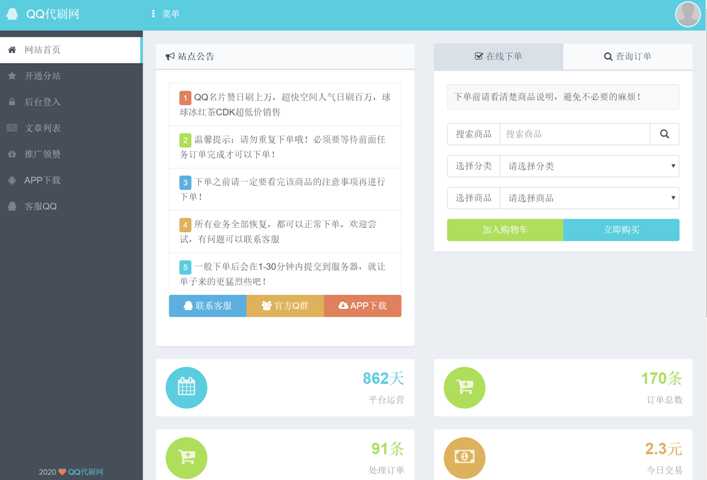 QQ代刷网
菜单
网站首页
开通分站
后台登入
文章列表
推广领赞
APP下载
客服QQ
2020 QQ代刷网
站点公告
1 QQ名片赞日刷上万，超快空间人气日刷百万，球
球冰红茶CDK超低价销售
2 温馨提示：请勿重复下单哦！必须要等待前面任
务订单完成才可以下单！
3 下单之前请一定要看完该商品的注意事项再进行
下单！
4 所有业务全部恢复，都可以正常下单，欢迎尝
试，有问题可以联系客服
5 一般下单后会在1-30分钟内提交到服务器，就让
单子来的更猛烈些吧！
联系客服 官方Q群 APP下载
在线下单 查询订单
下单前请看清楚商品说明，避免不必要的麻烦！
搜索商品 搜索商品
选择分类 请选择分类
选择商品 请选择商品
加入购物车 立即购买
862天
平台运营
170条
订单总数
91条
处理订单
2.3元
今日交易